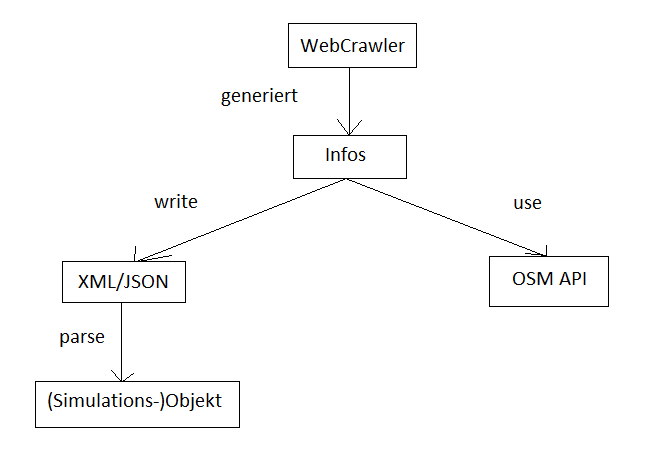 WebCrawler
generiert
Infos
write
use
XML/JSON
OSM API
parse
(Simulations-)Objekt